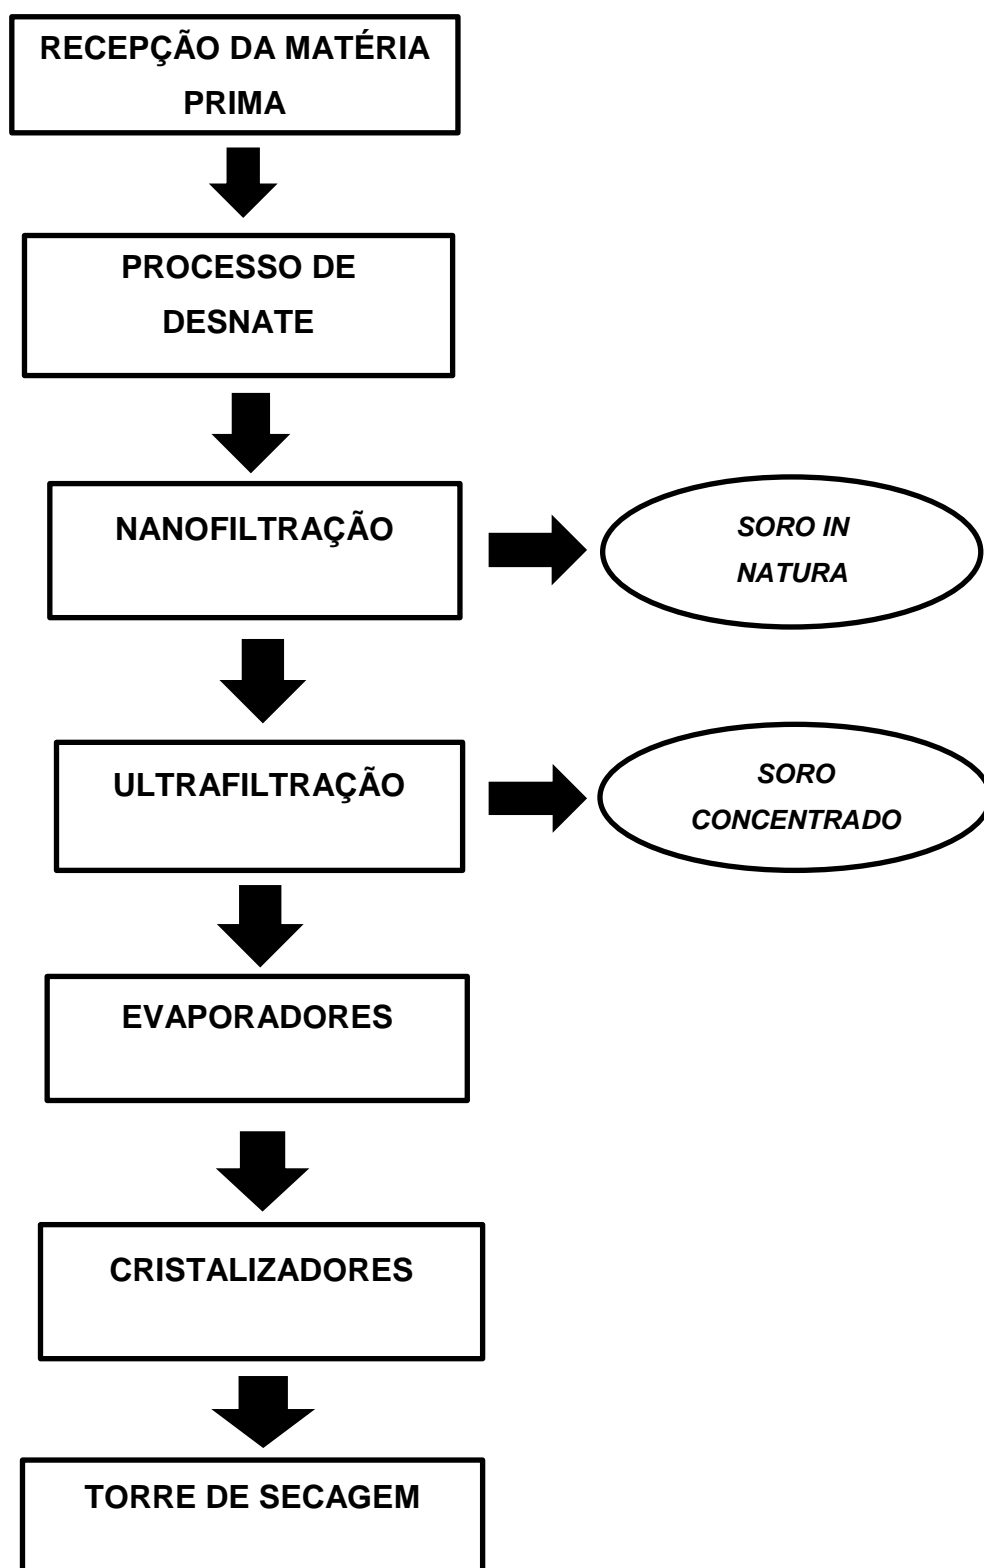 RECEPÇÃO DA MATÉRIA
PRIMA
PROCESSO DE
DESNATE
NANOFILTRAÇÃO
SORO IN
NATURA
ULTRAFILTRAÇÃO
SORO
CONCENTRADO
EVAPORADORES
CRISTALIZADORES
TORRE DE SECAGEM